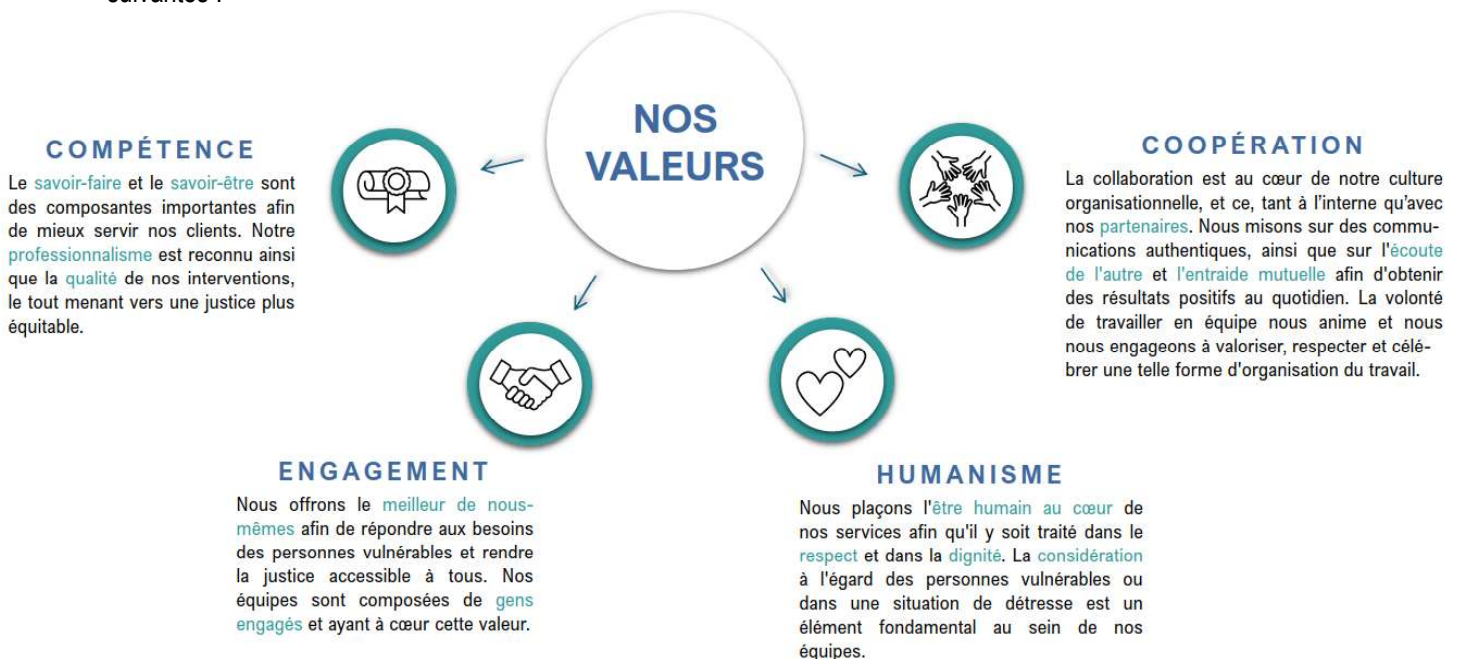 suivantes :
NOS
VALEURS
COMPÉTENCE
Le savoir-faire et le savoir-être sont
des composantes importantes afin
de mieux servir nos clients. Notre
professionnalisme est reconnu ainsi
que la qualité de nos interventions,
le tout menant vers une justice plus
équitable.
COOPÉRATION
La collaboration est au cœur de notre culture
organisationnelle, et ce, tant à l'interne qu'avec
nos partenaires. Nous misons sur des commu-
nications authentiques, ainsi que sur l'écoute
de l'autre et l'entraide mutuelle afin d'obtenir
des résultats positifs au quotidien. La volonté
de travailler en équipe nous anime et nous
nous engageons à valoriser, respecter et célé-
brer une telle forme d'organisation du travail.
ENGAGEMENT
Nous offrons le meilleur de nous-
mêmes afin de répondre aux besoins
des personnes vulnérables et rendre
la justice accessible à tous. Nos
équipes sont composées de gens
engagés et ayant à cœur cette valeur.
HUMANISME
Nous plaçons l'être humain au cœur de
nos services afin qu'il y soit traité dans le
respect et dans la dignité. La considération
à l'égard des personnes vulnérables ou
dans une situation de détresse est un
élément fondamental au sein de nos
équipes.